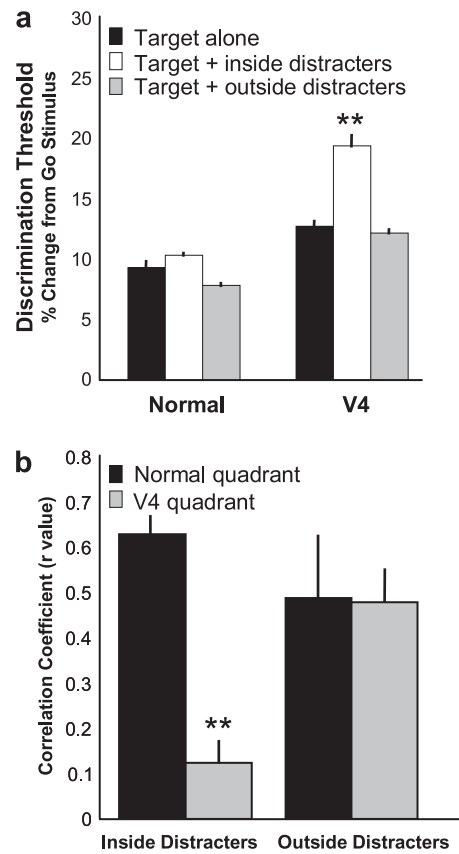 a
Discrimination Threshold
% Change from Go Stimulus
30
25
20
15
10
5
0
Target alone
Target + inside distracters
Target + outside distracters
**
Normal V4
b
Correlation Coefficient (r value)
0.8
0.7
0.6
0.5
0.4
0.3
0.2
0.1
0
Normal quadrant
V4 quadrant
**
Inside Distracters Outside Distracters